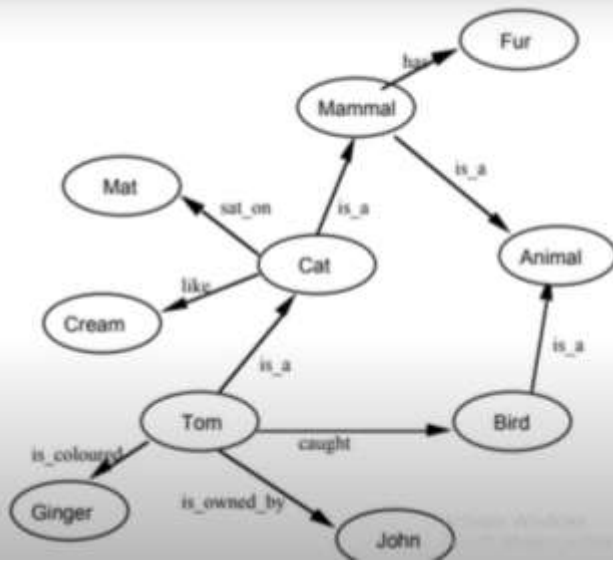 Fur
has
Mammal
is_a
Mat
sat_on
is_a
Cat
Animal
like
Cream
is_a
is_a
Tom
Bird
caught
is_coloured
is_owned_by
Ginger
John